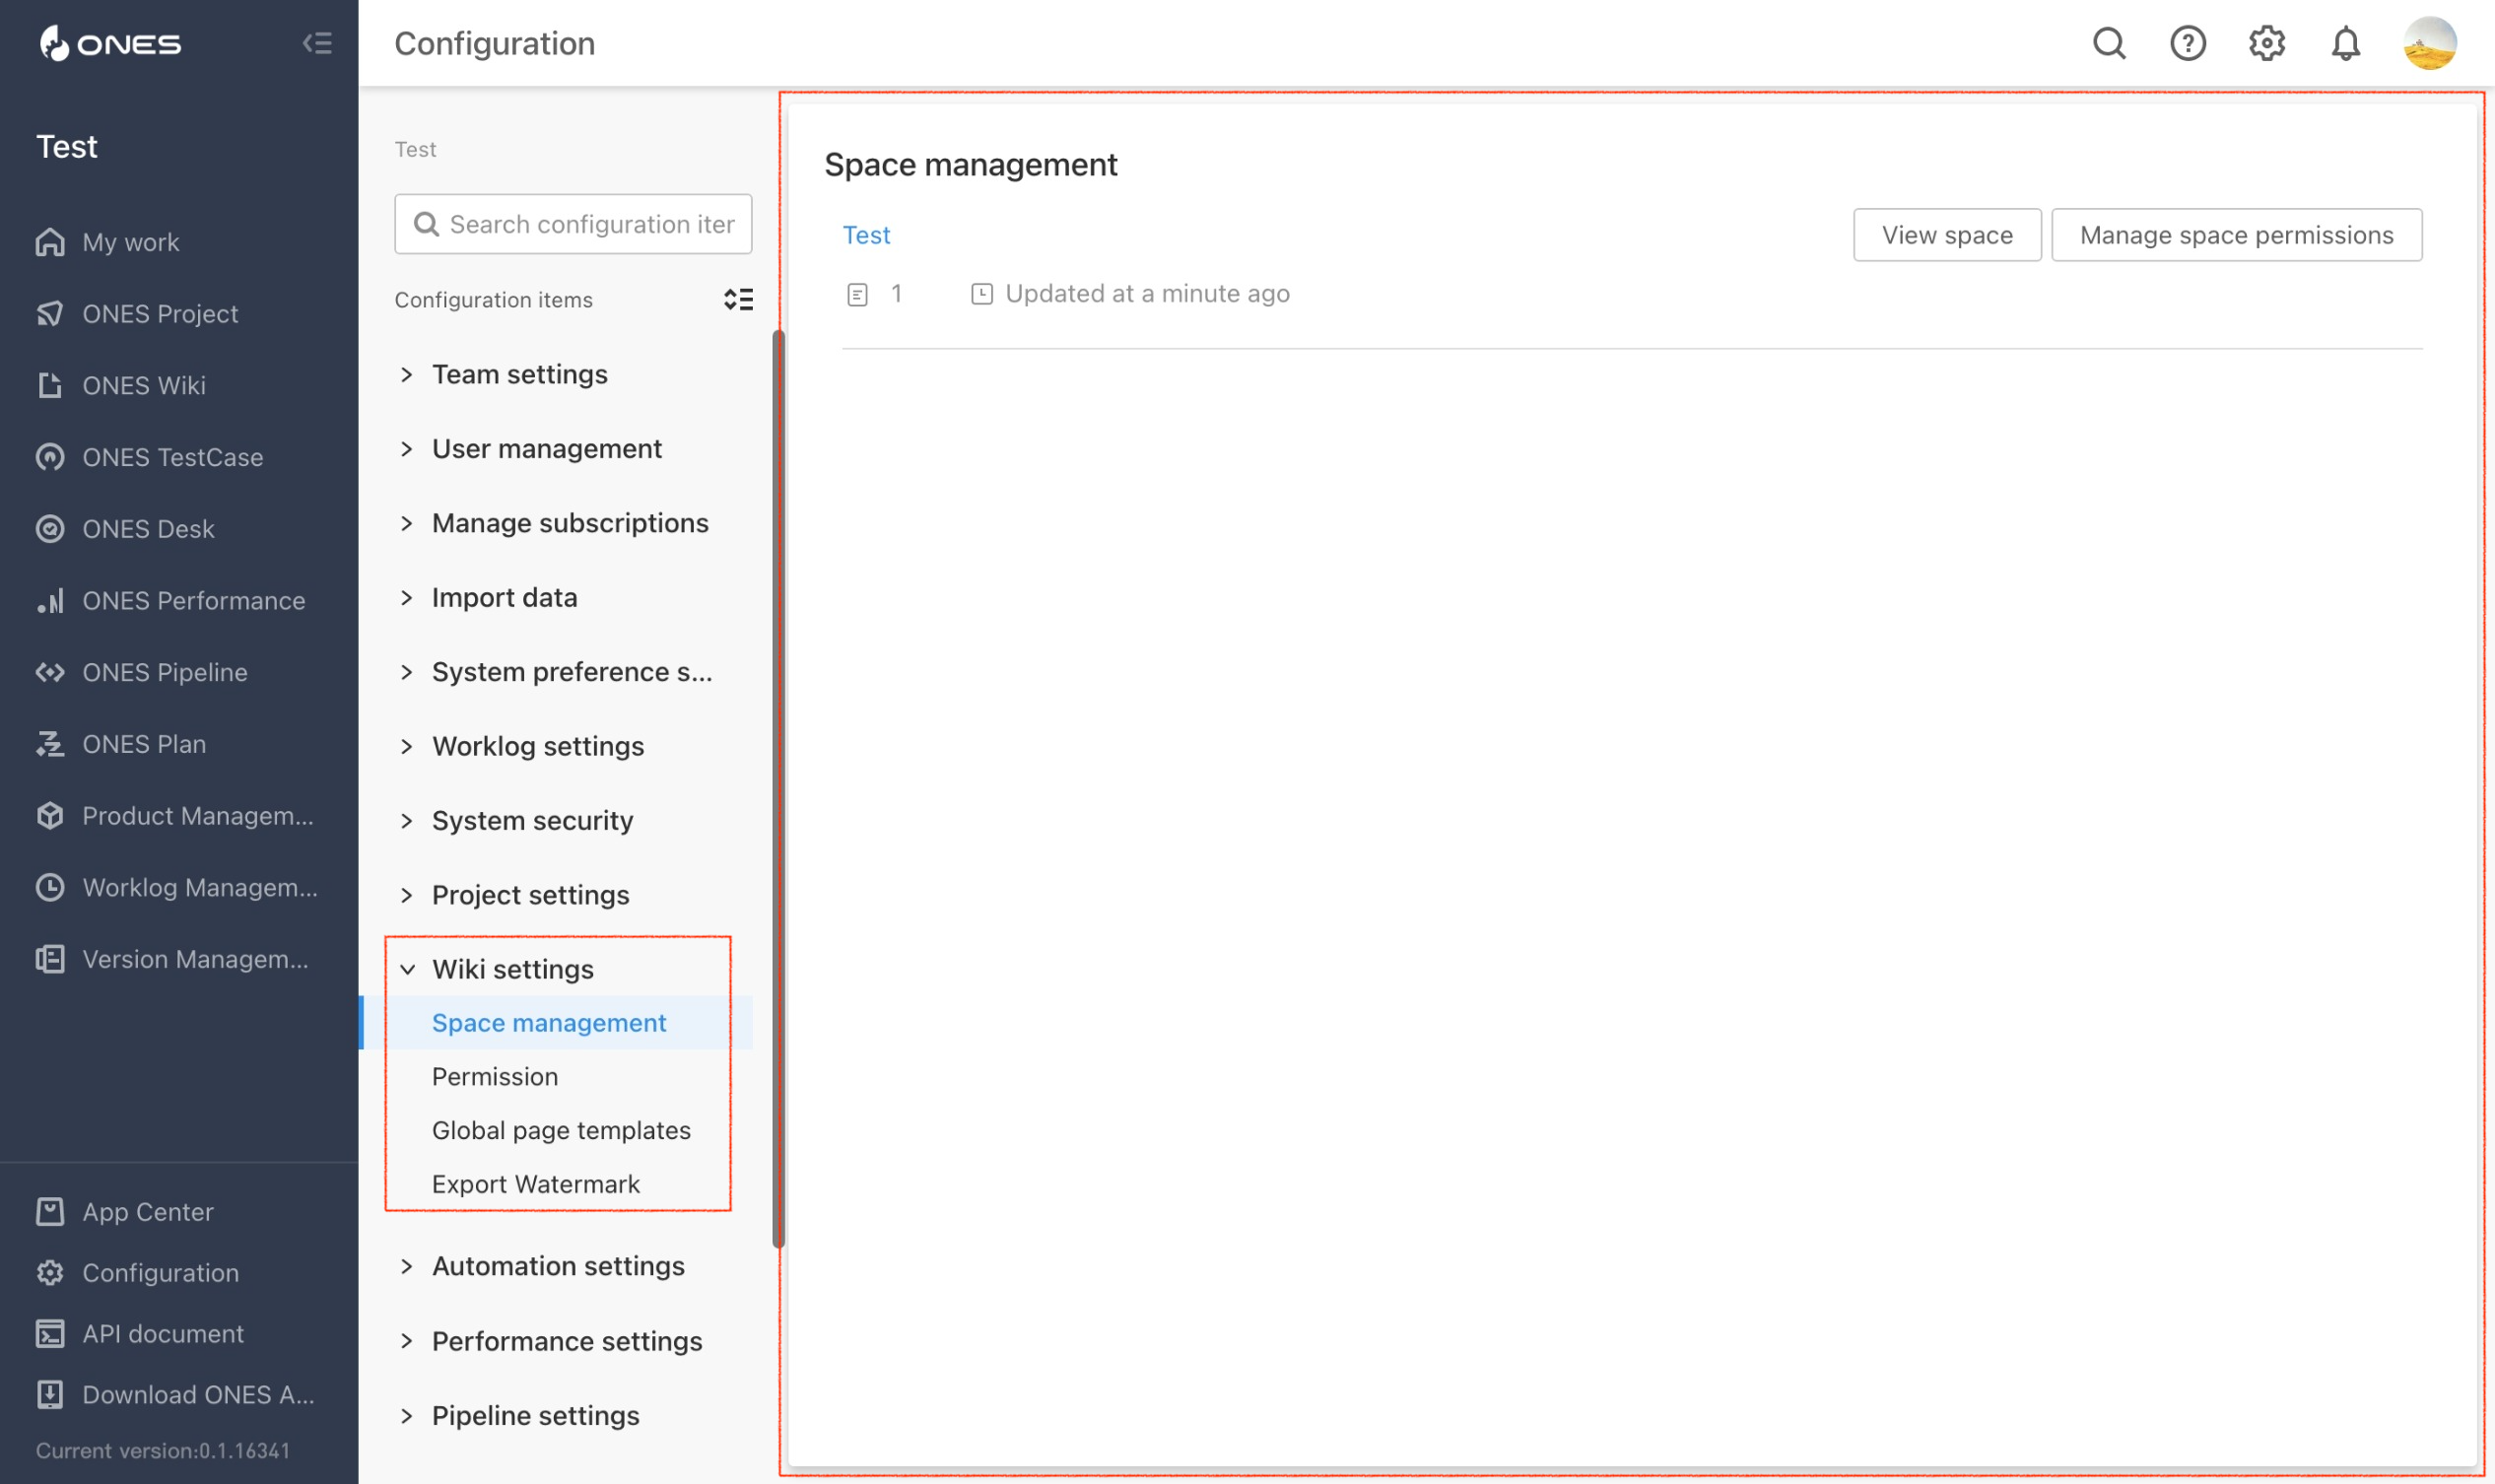 ONES
Configuration
Test
My work
ONES Project
ONES Wiki
ONES TestCase
ONES Desk
ONES Performance
ONES Pipeline
ONES Plan
Product Managem...
Worklog Managem...
Version Managem...
App Center
Configuration
API document
Download ONES A...
Current version:0.1.16341
Test
Search configuration iter
Configuration items
Team settings
User management
Manage subscriptions
Import data
System preference s...
Worklog settings
System security
Project settings
Wiki settings
Space management
Permission
Global page templates
Export Watermark
Automation settings
Performance settings
Pipeline settings
Space management
Test
View space
Manage space permissions
1
Updated at a minute ago